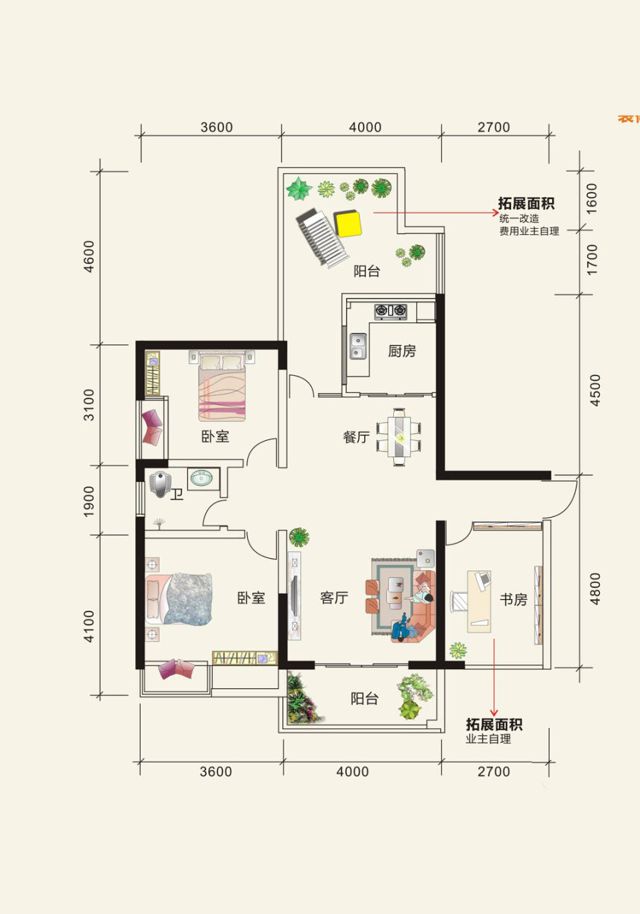 3600 4000 2700
装修
4600
3100
1900
4100
1600
1700
4500
4800
拓展面积
统一改造
费用业主自理
阳台
厨房
卧室
餐厅
卫
卧室
客厅
书房
阳台
拓展面积
业主自理
3600 4000 2700